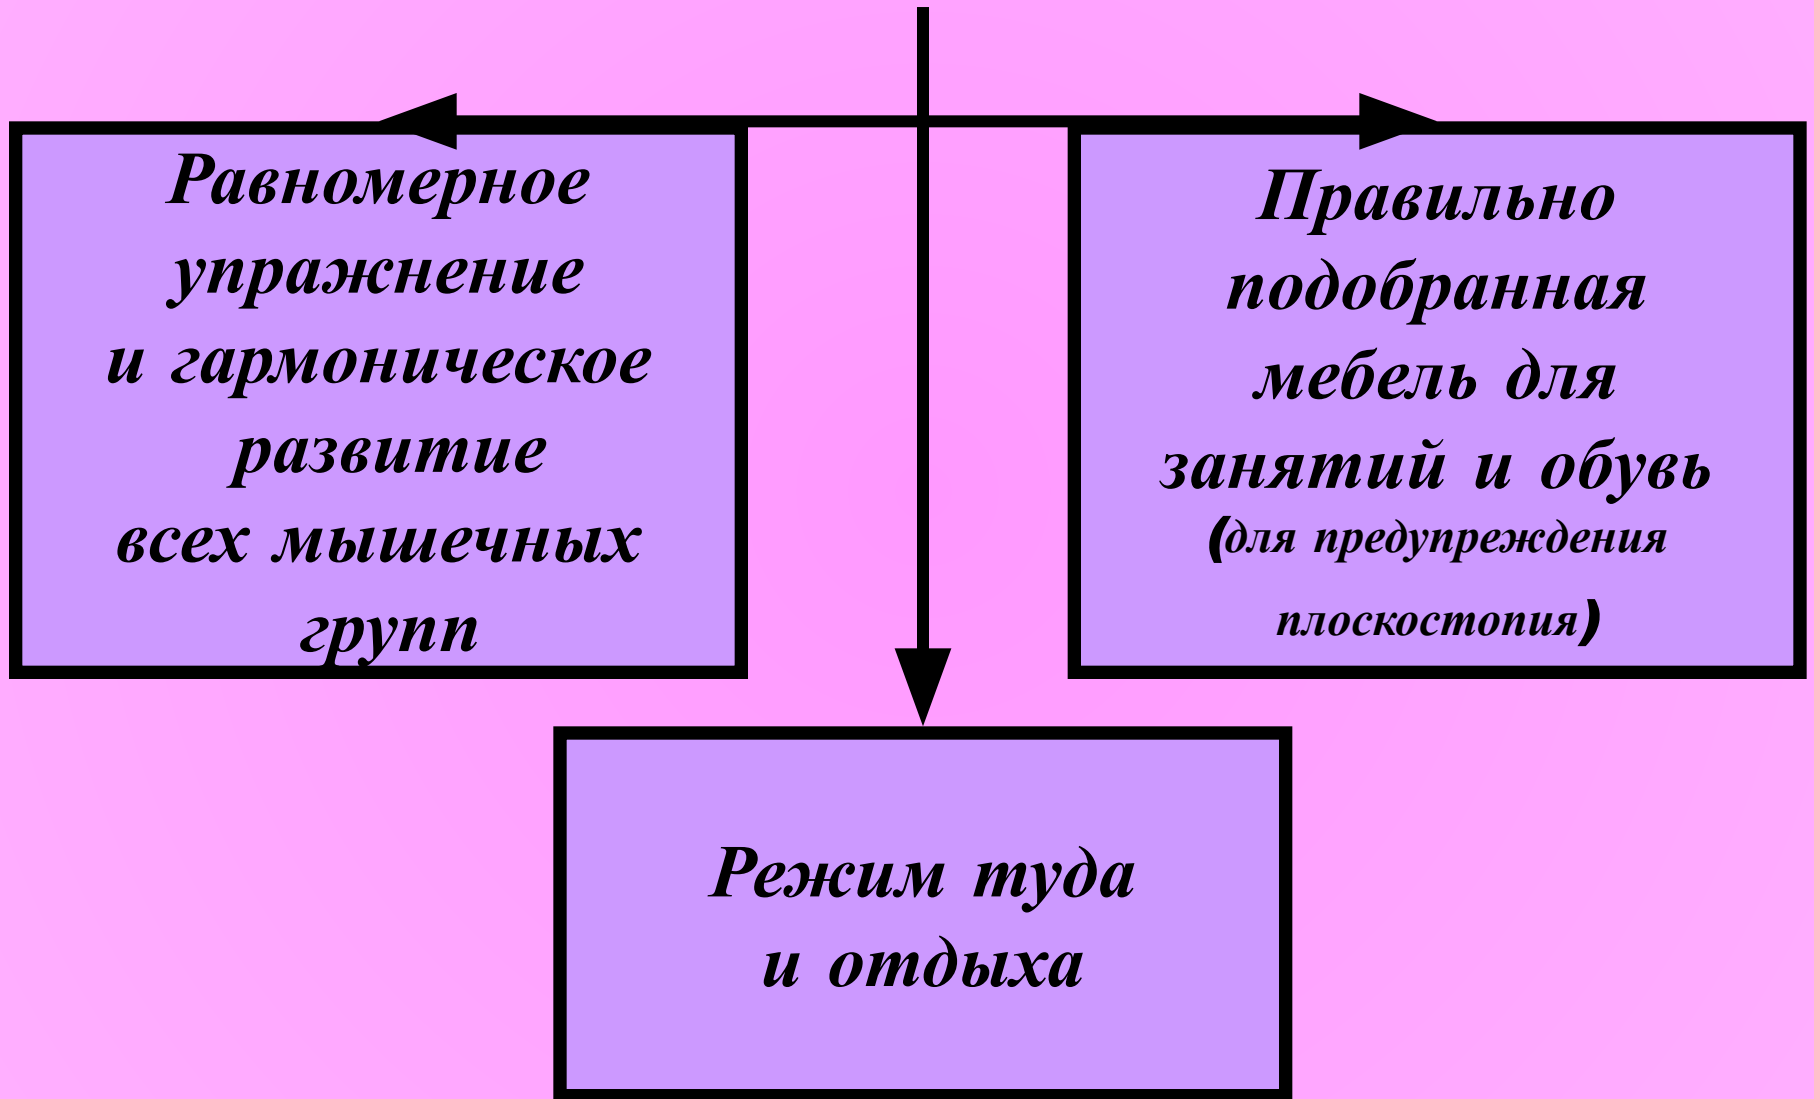 Равномерное
упражнение
и гармоническое
развитие
всех мышечных
групп
Правильно
подобранная
мебель для
занятий и обувь
(для предупреждения
плоскостопия)
Режим туда
и отдыха